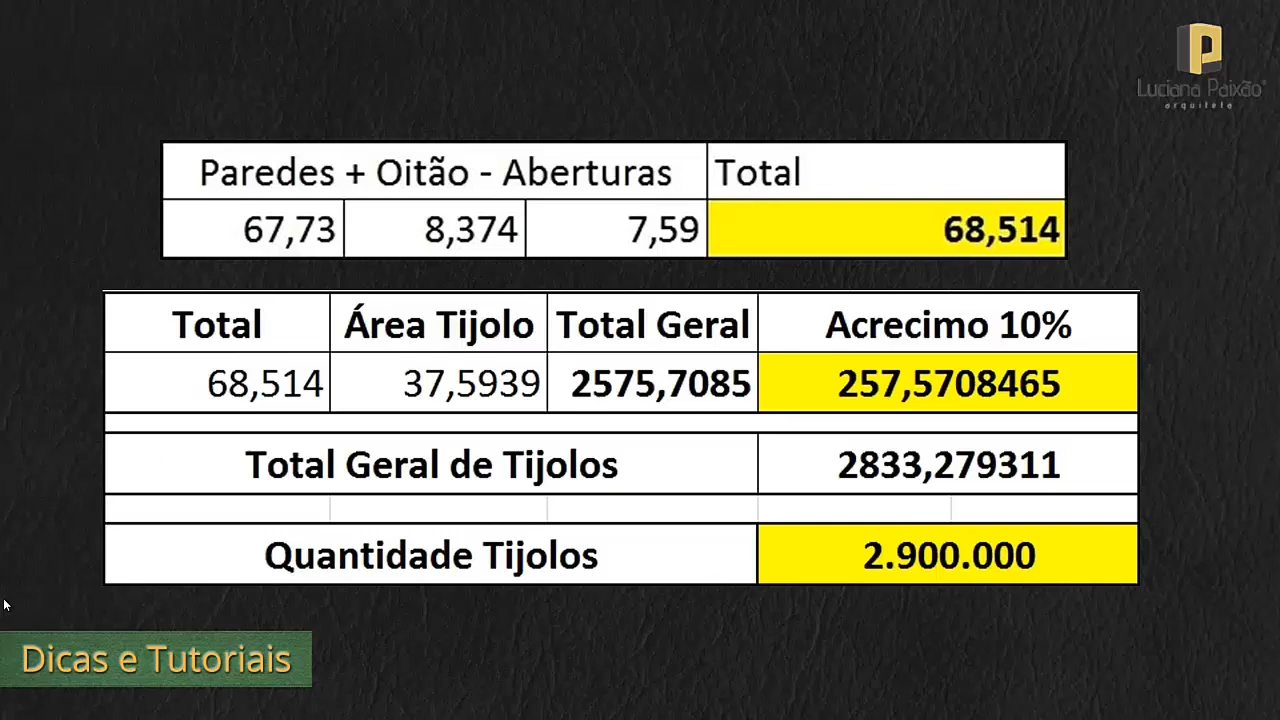 Luciana Paixão
arquiteta
Paredes + Oitão - Aberturas Total
67,73 8,374 7,59 68,514
Total Área Tijolo Total Geral Acrecimo 10%
68,514 37,5939 2575,7085 257,5708465
Total Geral de Tijolos 2833,279311
Quantidade Tijolos 2.900.000
Dicas e Tutoriais